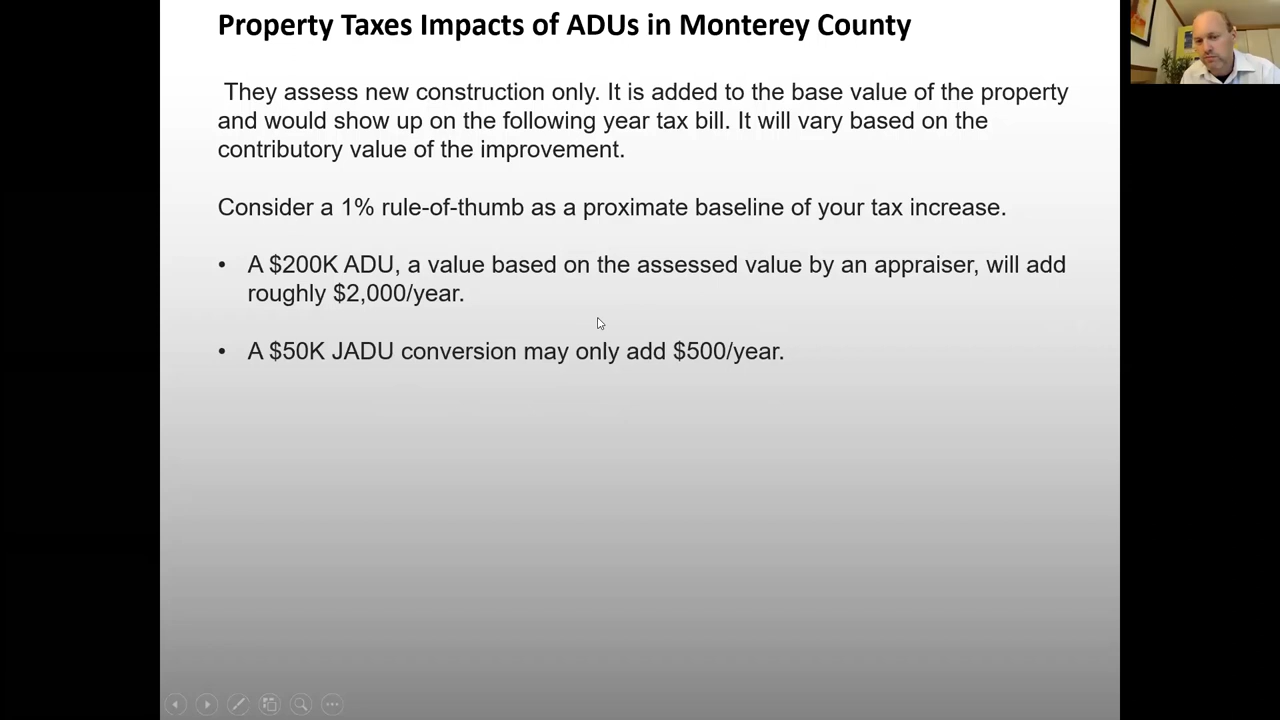 Property Taxes Impacts of ADUs in Monterey County
They assess new construction only. It is added to the base value of the property
and would show up on the following year tax bill. It will vary based on the
contributory value of the improvement.
Consider a 1% rule-of-thumb as a proximate baseline of your tax increase.
• A $200K ADU, a value based on the assessed value by an appraiser, will add
roughly $2,000/year.
• A $50K JADU conversion may only add $500/year.